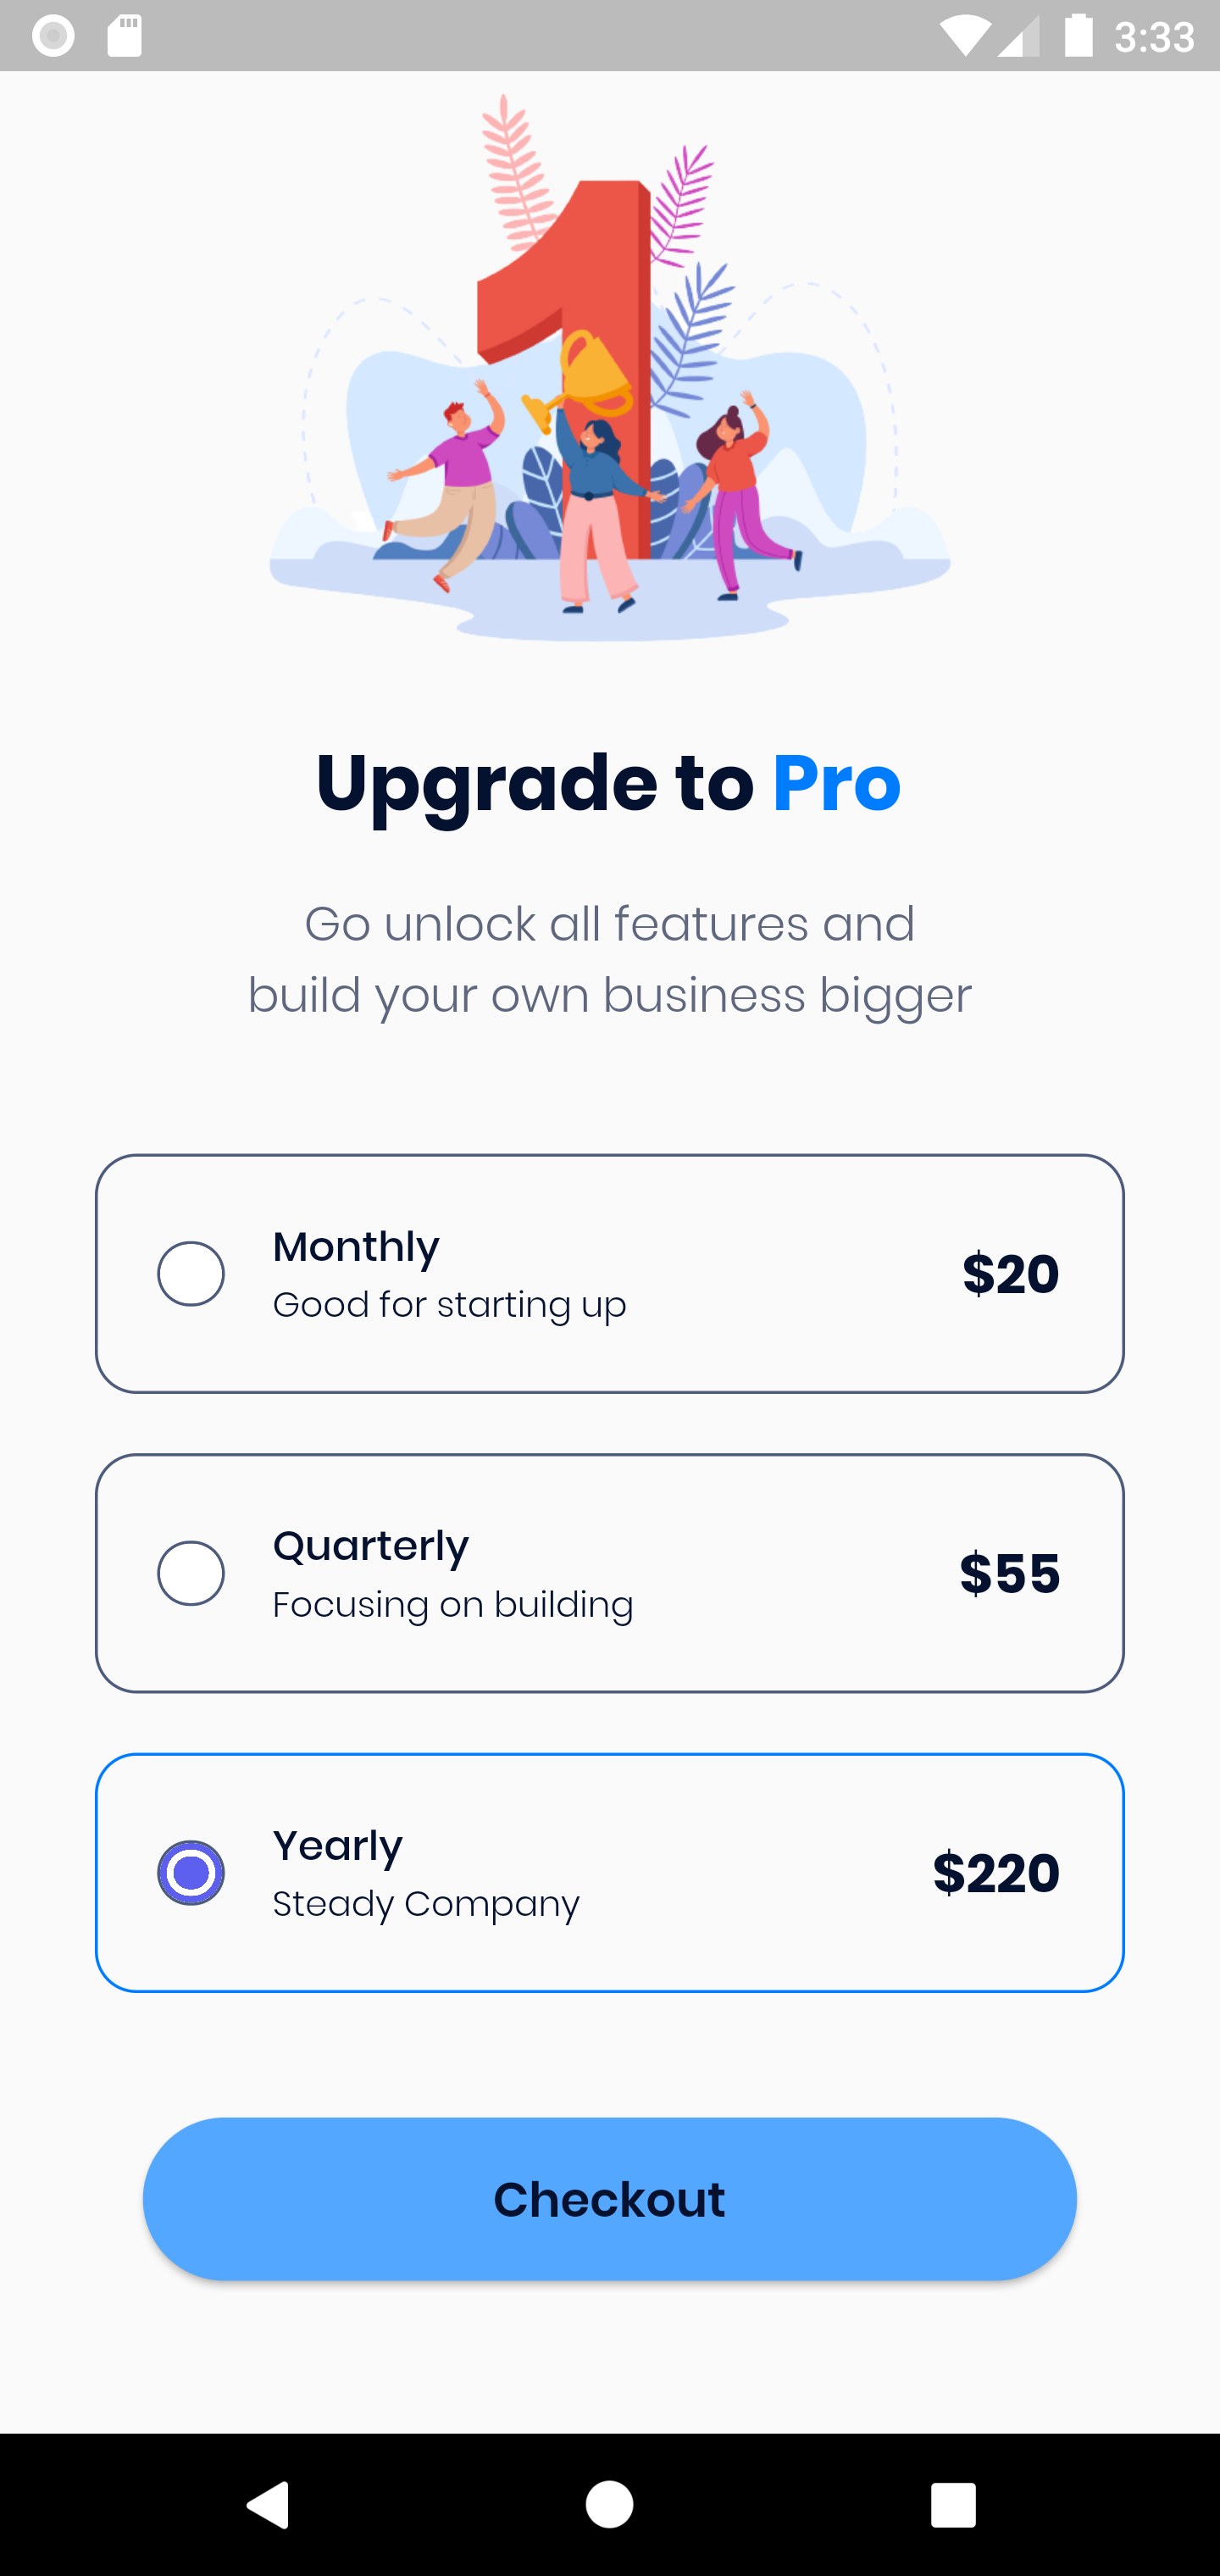 3:33
Upgrade to Pro
Go unlock all features and
build your own business bigger
Monthly
Good for starting up
$20
Quarterly
Focusing on building
$55
Yearly
Steady Company
$220
Checkout